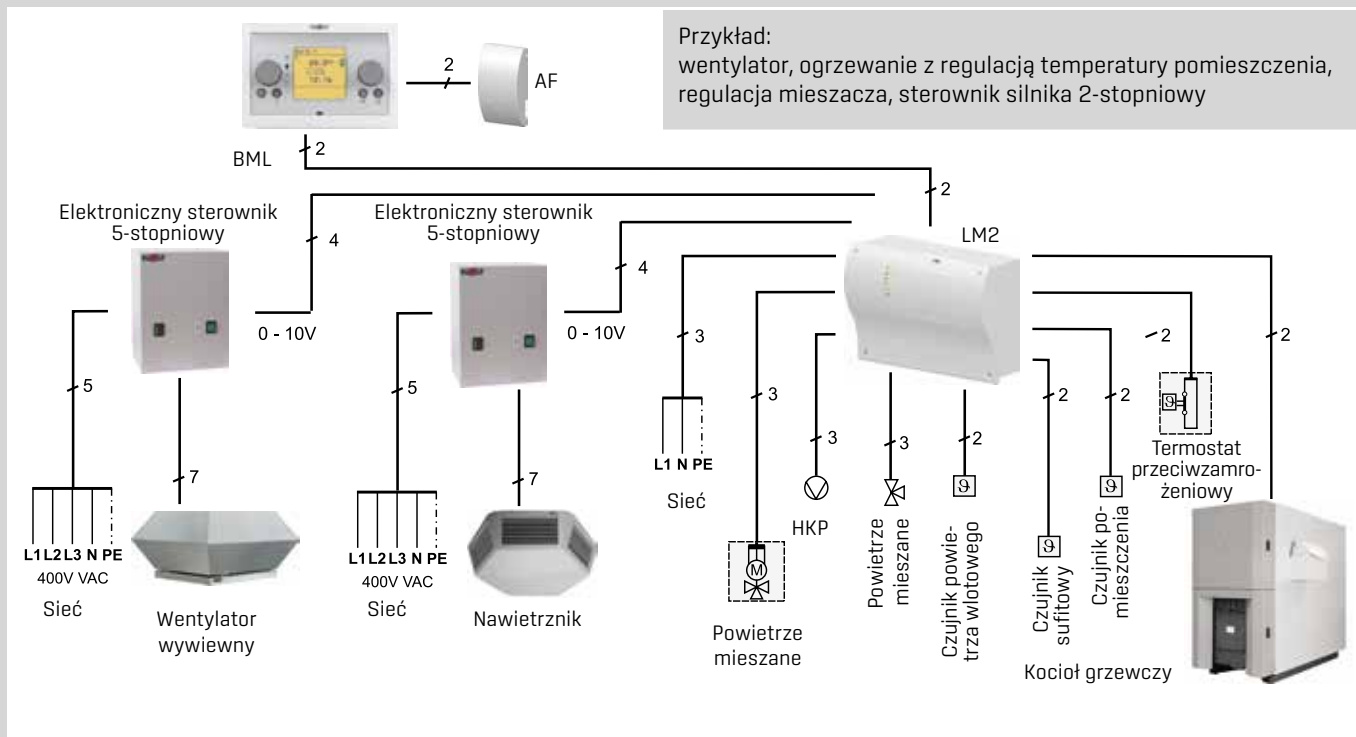 Przykład:
wentylator, ogrzewanie z regulacją temperatury pomieszczenia,
regulacja mieszacza, sterownik silnika 2-stopniowy
2
AF
BML
2
2
Elektroniczny sterownik
5-stopniowy
Elektroniczny sterownik
5-stopniowy
LM2
4
4
0 - 10V
0 - 10V
3
2
2
5
5
3
2
2
3
3
2
7
7
L1 N PE
Sieć
Termostat
przeciwzamro-
żeniowy
HKP
M
L1 L2 L3 N PE
400V VAC
Sieć
L1 L2 L3 N PE
400V VAC
Sieć
Wentylator
wywiewny
Nawietrznik
Powietrze
mieszane
Powietrze
mieszane
Czujnik powie-
trza wlotowego
Czujnik
sufitowy
Czujnik po-
mieszczenia
Kocioł grzewczy